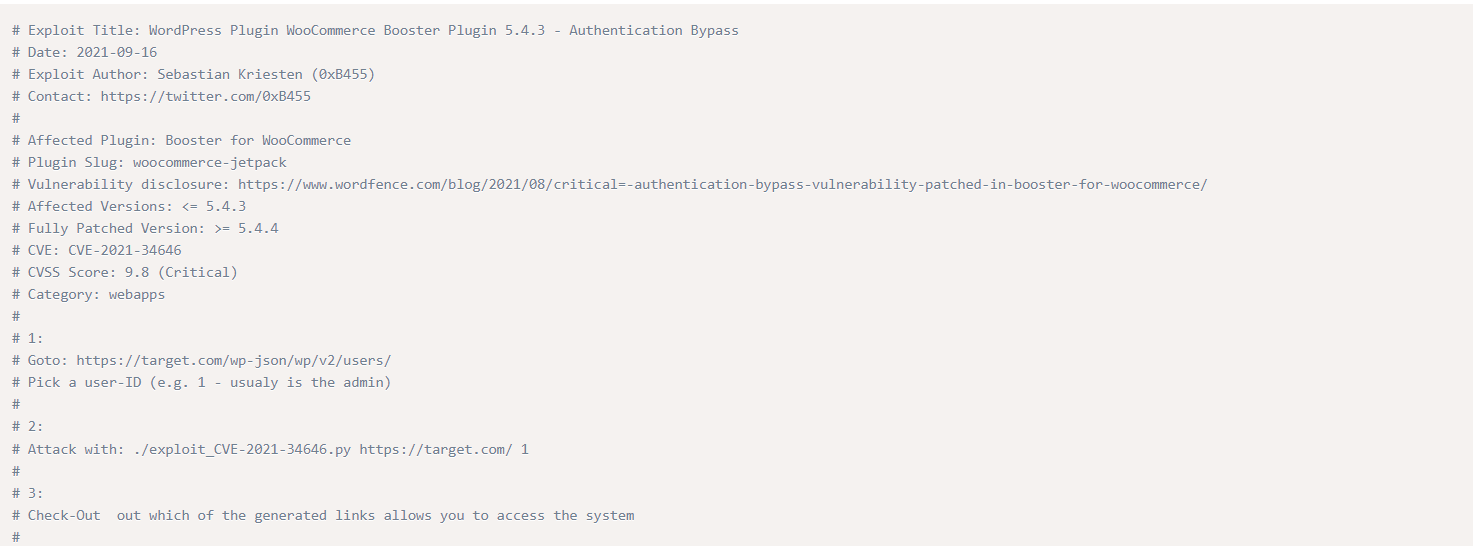 # Exploit Title: WordPress Plugin WooCommerce Booster Plugin 5.4.3 - Authentication Bypass
# Date: 2021-09-16
# Exploit Author: Sebastian Kriesten (0xB455)
# Contact: https://twitter.com/0xB455
#
# Affected Plugin: Booster for WooCommerce
# Plugin Slug: woocommerce-jetpack
# Vulnerability disclosure: https://www.wordfence.com/blog/2021/08/critical=-authentication-bypass-vulnerability-patched-in-booster-for-woocommerce/
# Affected Versions: <= 5.4.3
# Fully Patched Version: >= 5.4.4
# CVE: CVE-2021-34646
# CVSS Score: 9.8 (Critical)
# Category: webapps
#
# 1:
# Goto: https://target.com/wp-json/wp/v2/users/
# Pick a user-ID (e.g. 1 - usualy is the admin)
#
# 2:
# Attack with: ./exploit_CVE-2021-34646.py https://target.com/ 1
#
# 3:
# Check-Out  out which of the generated links allows you to access the system
#